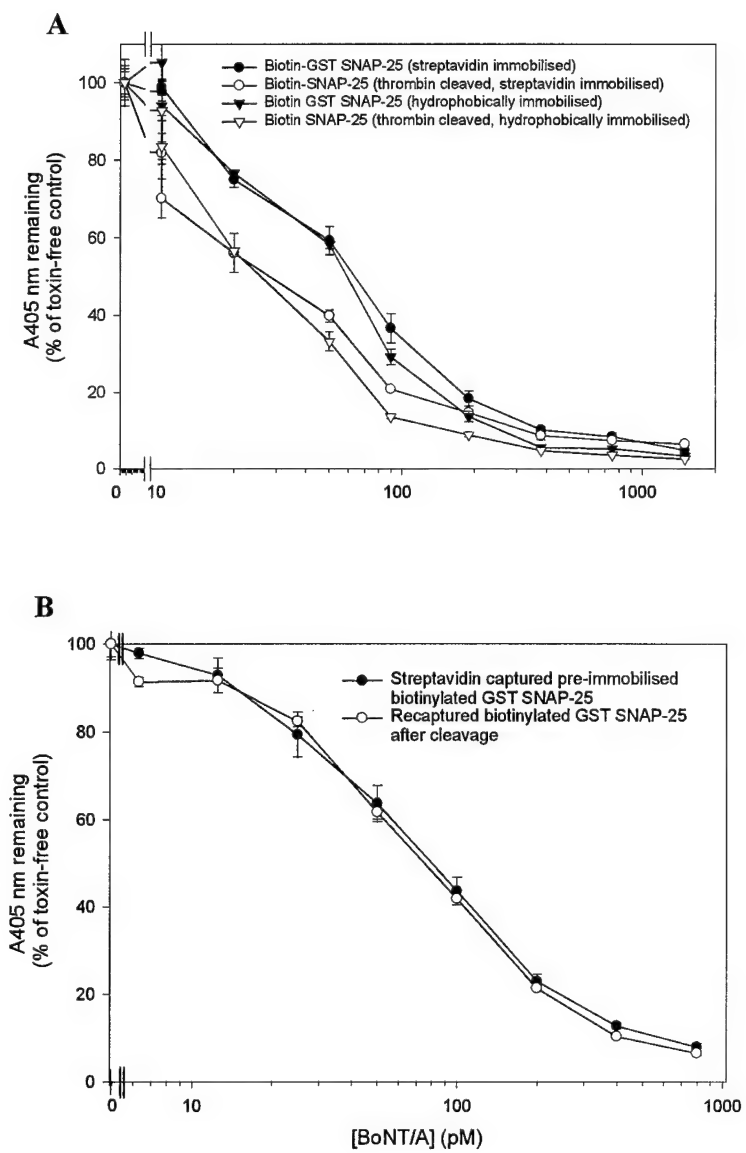 A
Biotin-GST SNAP-25 (streptavidin immobilised)
Biotin-SNAP-25 (thrombin cleaved, streptavidin immobilised)
Biotin GST SNAP-25 (hydrophobically immobilised)
Biotin SNAP-25 (thrombin cleaved, hydrophobically immobilised)
100
80
60
40
20
0
A405 nm remaining
(% of toxin-free control)
0 10 100 1000
B
100
80
60
40
20
0
Streptavidin captured pre-immobilised
biotinylated GST SNAP-25
Recaptured biotinylated GST SNAP-25
after cleavage
A405 nm remaining
(% of toxin-free control)
0 10 100 1000
[BoNT/A] (pM)